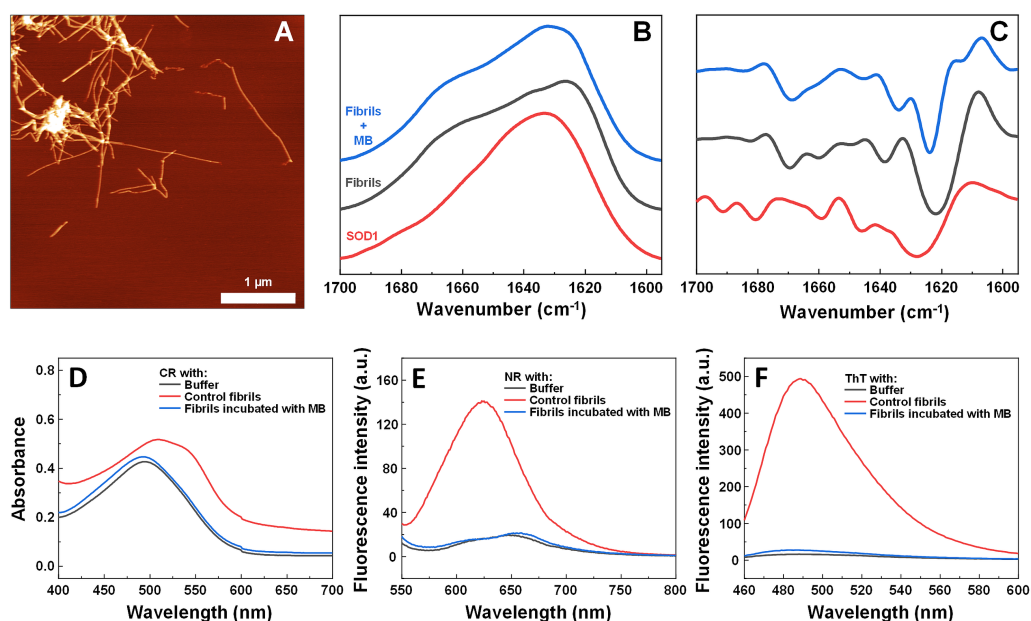 A
1 µm
B
Fibrils
+
MB
Fibrils
SOD1
1700 1680 1660 1640 1620 1600
Wavenumber (cm⁻¹)
C
1700 1680 1660 1640 1620 1600
Wavenumber (cm⁻¹)
D
CR with:
Buffer
Control fibrils
Fibrils incubated with MB
0.8
0.6
0.4
0.2
0.0
Absorbance
400 450 500 550 600 650 700
Wavelength (nm)
E
NR with:
Buffer
Control fibrils
Fibrils incubated with MB
160
120
80
40
0
Fluorescence intensity (a.u.)
550 600 650 700 750 800
Wavelength (nm)
F
ThT with:
Buffer
Control fibrils
Fibrils incubated with MB
500
400
300
200
100
0
Fluorescence intensity (a.u.)
460 480 500 520 540 560 580 600
Wavelength (nm)